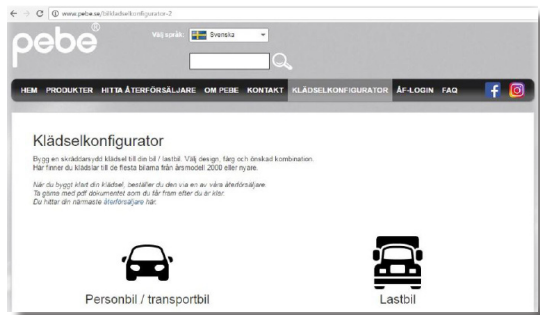 www.pebe.se/bilkladselkonfigurator-2
pebe®
Välj språk: Svenska
HEM PRODUKTER HITTA ÅTERFÖRSÄLJARE OM PEBE KONTAKT KLÄDSELKONFIGURATOR ÅF-LOGIN FAQ
Klädselkonfigurator
Bygg en skräddarsydd klädsel till din bil / lastbil. Välj design, färg och önskad kombination.
Här finner du klädslar till de flesta bilarna från årsmodell 2000 eller nyare.
När du byggt klart din klädsel, beställer du den via en av våra återförsäljare.
Ta gärna med pdf dokumentet som du får fram efter du är klar.
Du hittar din närmaste återförsäljare här.
Personbil / transportbil
Lastbil